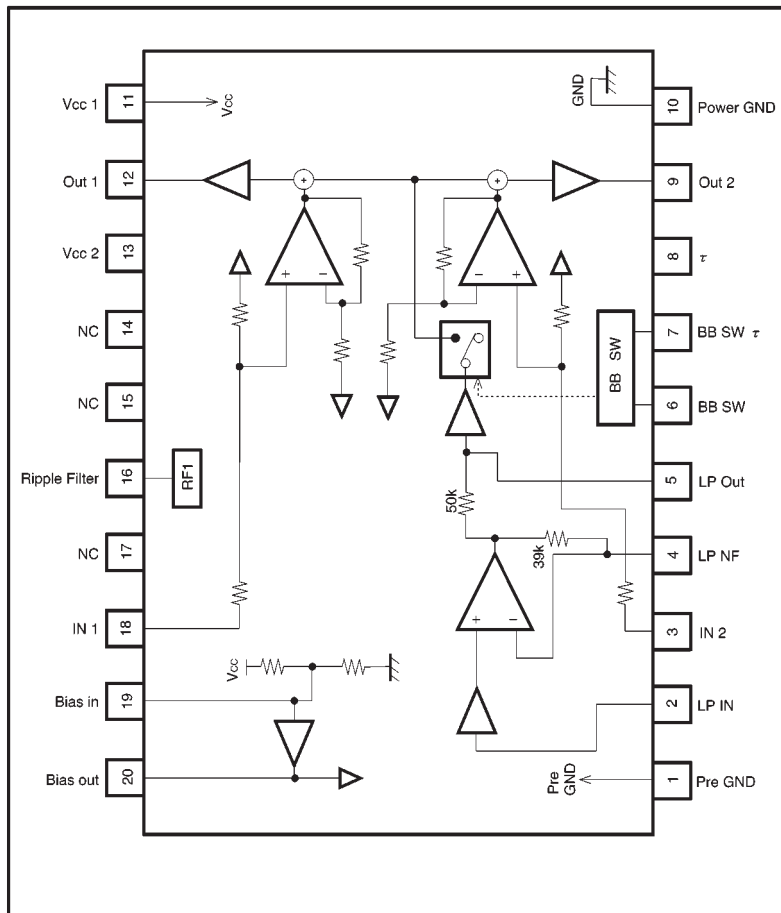 Vcc 1
11
Vcc
GND
10
Power GND
Out 1
12
+
+
9
Out 2
Vcc 2
13
+
−
−
+
8
τ
NC
14
BB SW
7
BB SW τ
NC
15
6
BB SW
Ripple Filter
16
RF1
5
LP Out
50k
NC
17
39k
4
LP NF
IN 1
18
+
−
3
IN 2
Vcc
Bias in
19
2
LP IN
Bias out
20
Pre
GND
1
Pre GND